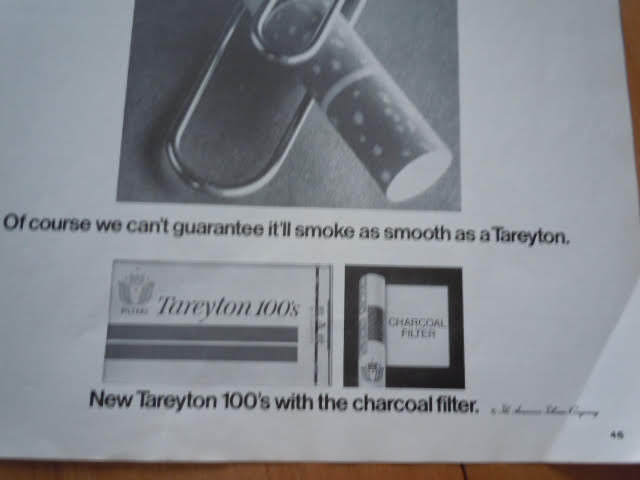 Of course we can't guarantee it'll smoke as smooth as a Tareyton.
FILTERS
Tareyton 100's
CHARCOAL
FILTER
New Tareyton 100's with the charcoal filter.
46